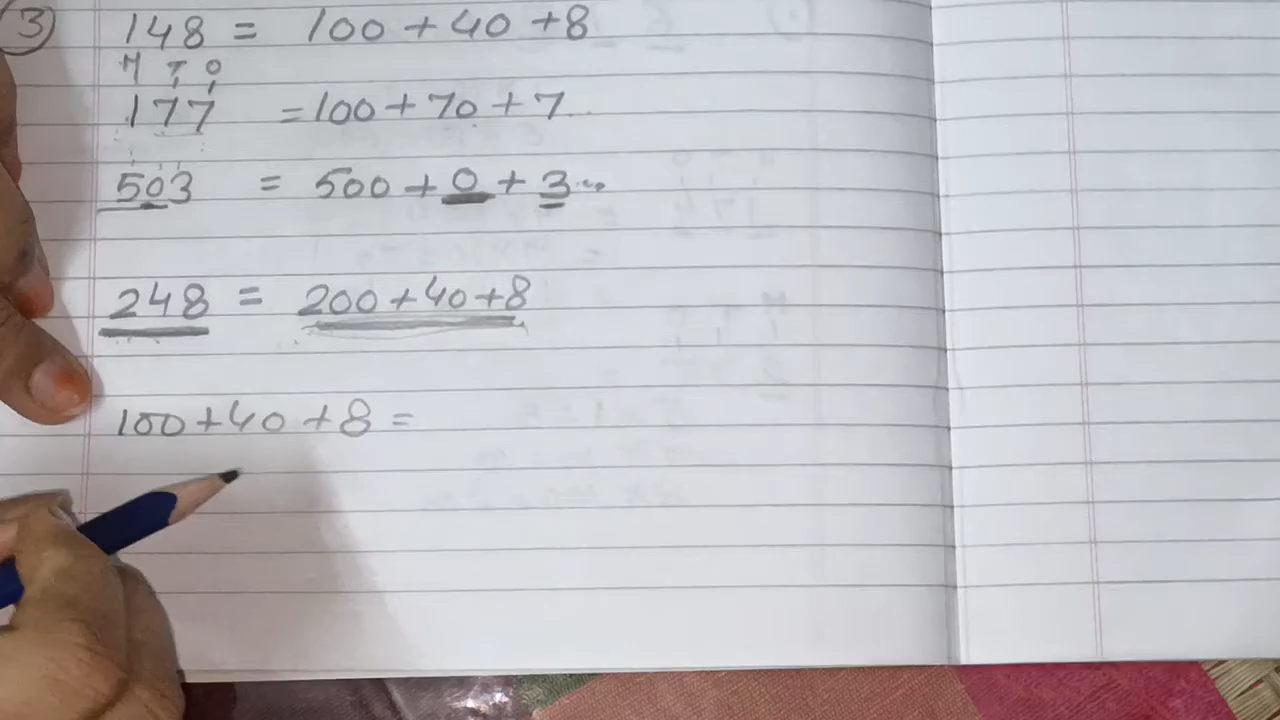 3 148 = 100 + 40 + 8
H T O
177 = 100 + 70 + 7
503 = 500 + 0 + 3
248 = 200 + 40 + 8
100 + 40 + 8 =